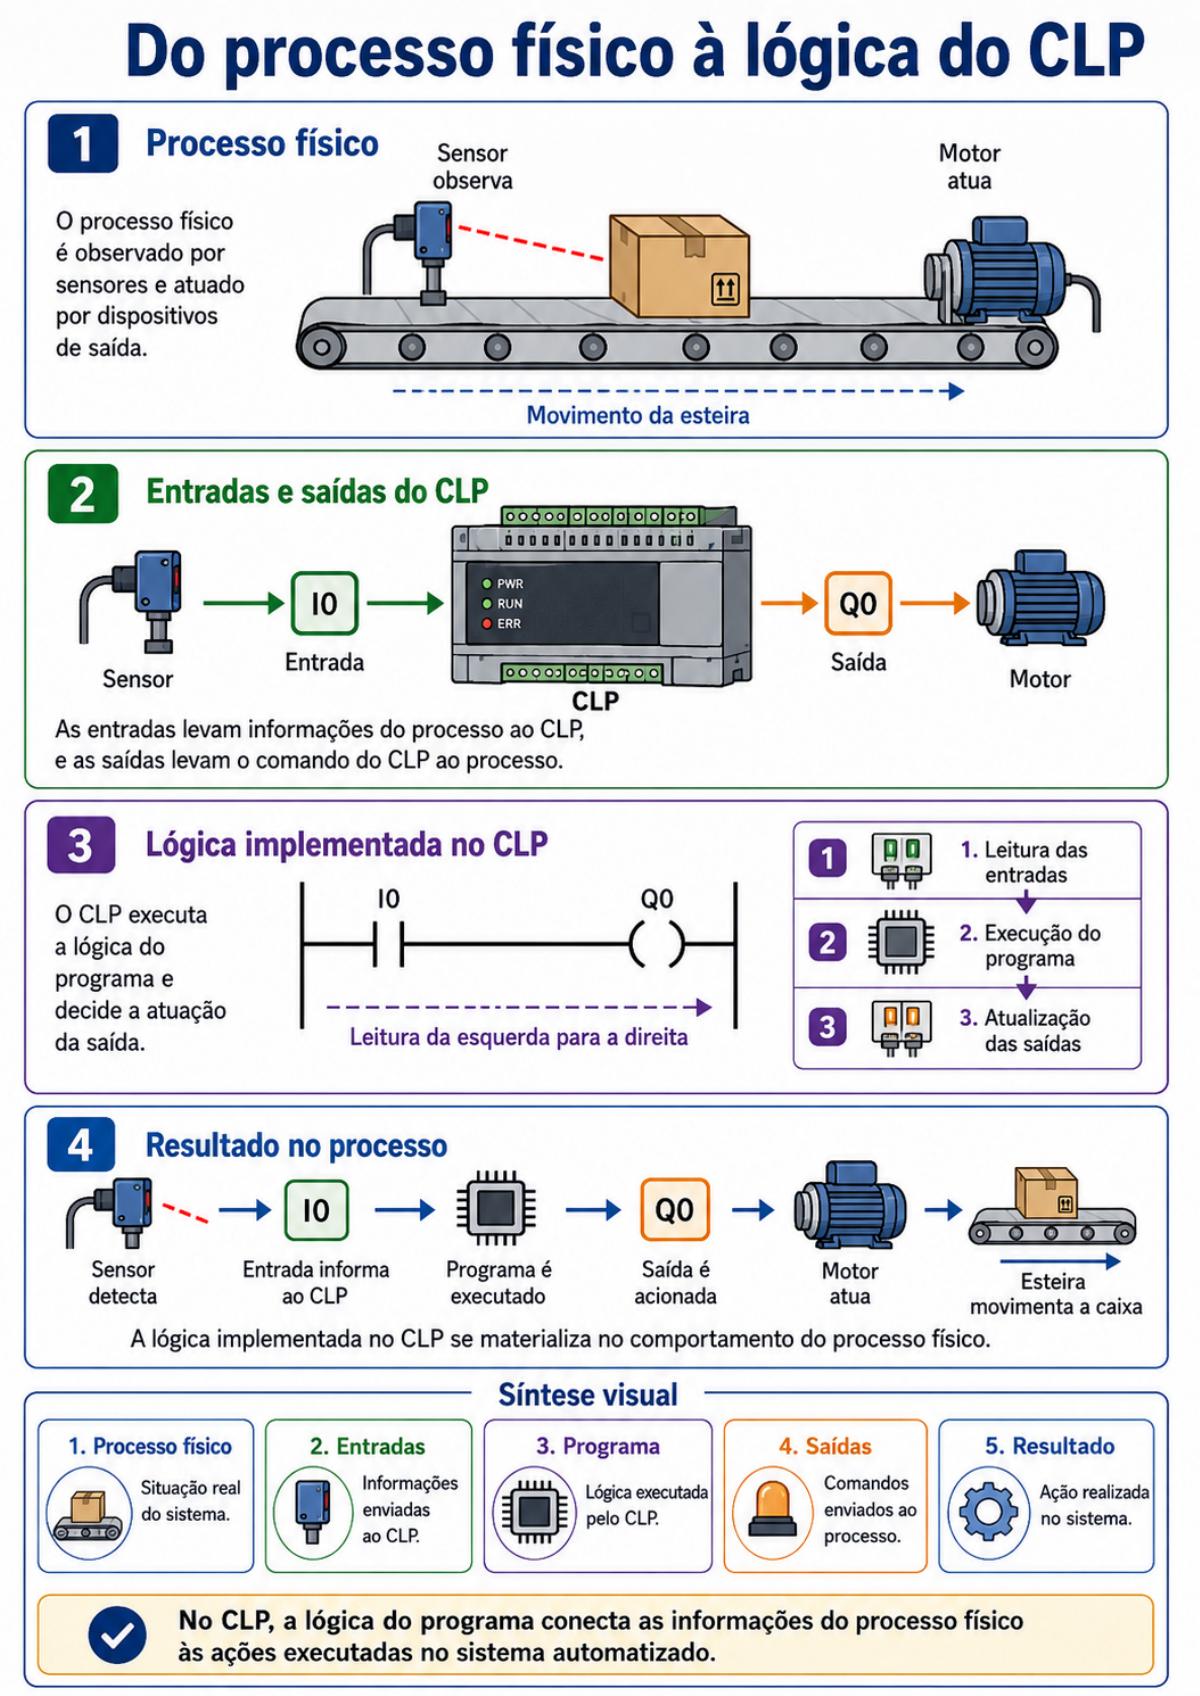 Do processo físico à lógica do CLP
1
Processo físico
Sensor
observa
Motor
atua
O processo físico
é observado por
sensores e atuado
por dispositivos
de saída.
Movimento da esteira
2
Entradas e saídas do CLP
PWR
RUN
ERR
I0
Q0
Sensor
Entrada
CLP
Saída
Motor
As entradas levam informações do processo ao CLP,
e as saídas levam o comando do CLP ao processo.
3
Lógica implementada no CLP
O CLP executa
a lógica do
programa e
decide a atuação
da saída.
I0
Q0
Leitura da esquerda para a direita
1
1. Leitura das
entradas
2
2. Execução do
programa
3
3. Atualização
das saídas
4
Resultado no processo
I0
Q0
Sensor
detecta
Entrada informa
ao CLP
Programa é
executado
Saída é
acionada
Motor
atua
Esteira
movimenta a caixa
A lógica implementada no CLP se materializa no comportamento do processo físico.
Síntese visual
1. Processo físico
Situação real
do sistema.
2. Entradas
Informações
enviadas
ao CLP.
3. Programa
Lógica executada
pelo CLP.
4. Saídas
Comandos
enviados ao
processo.
5. Resultado
Ação realizada
no sistema.
No CLP, a lógica do programa conecta as informações do processo físico
às ações executadas no sistema automatizado.